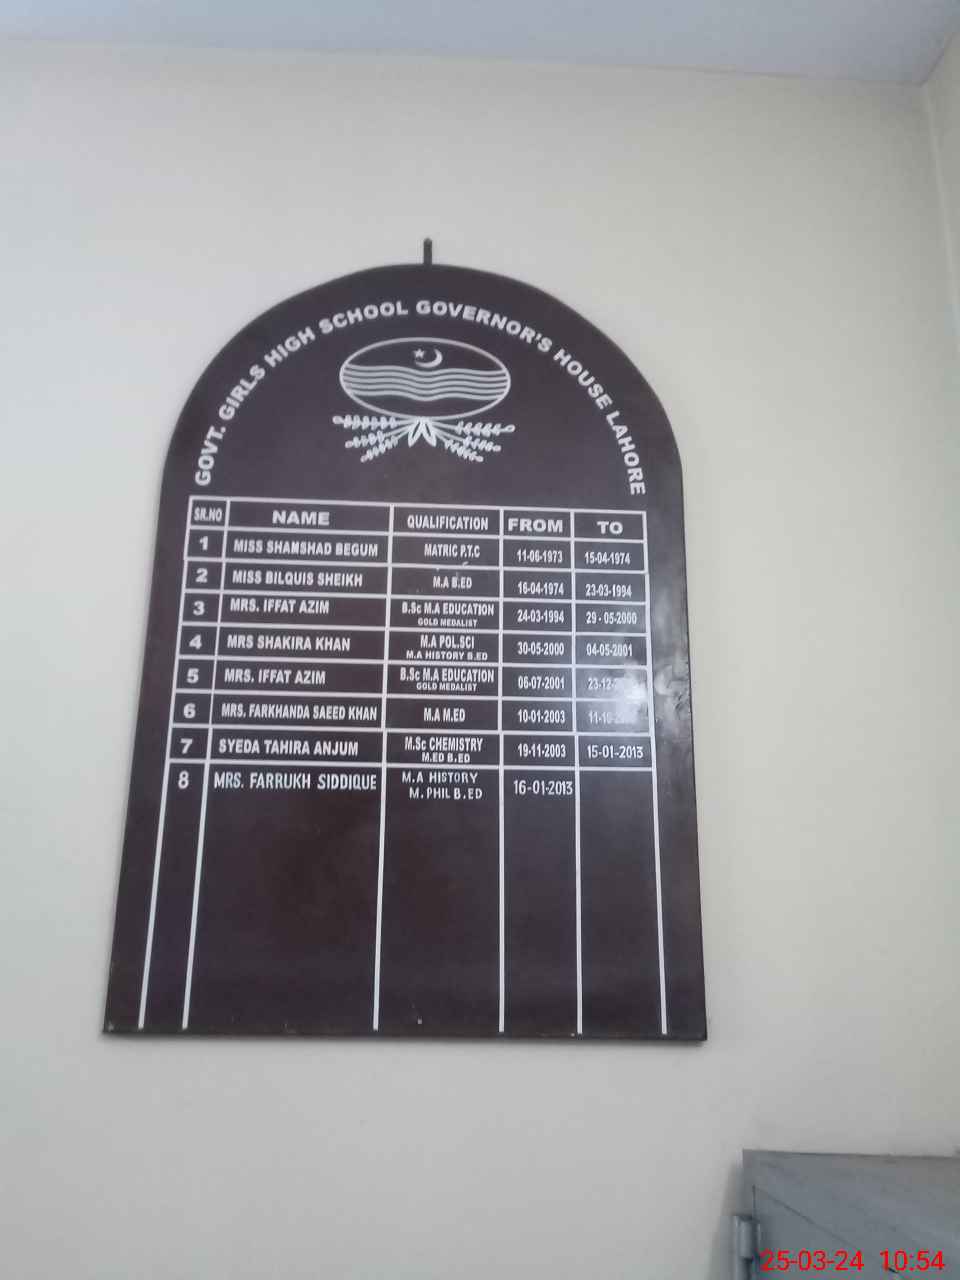 GOVT. GIRLS HIGH SCHOOL GOVERNOR'S HOUSE LAHORE
SR.NO NAME QUALIFICATION FROM TO
1 MISS SHAMSHAD BEGUM MATRIC P.T.C 11-06-1973 15-04-1974
2 MISS BILQUIS SHEIKH M.A B.ED 16-04-1974 23-03-1994
3 MRS. IFFAT AZIM B.Sc M.A EDUCATION 24-03-1994 29-05-2000
GOLD MEDALIST
4 MRS SHAKIRA KHAN M.A POL.SCI 30-05-2000 04-05-2001
M.A HISTORY B.ED
5 MRS. IFFAT AZIM B.Sc M.A EDUCATION 06-07-2001
GOLD MEDALIST
6 MRS. FARKHANDA SAEED KHAN M.A M.ED 10-01-2003
7 SYEDA TAHIRA ANJUM M.Sc CHEMISTRY 19-11-2003 15-01-2013
M.ED B.ED
8 MRS. FARRUKH SIDDIQUE M.A HISTORY 16-01-2013
M.PHIL B.ED
25-03-24 10:54